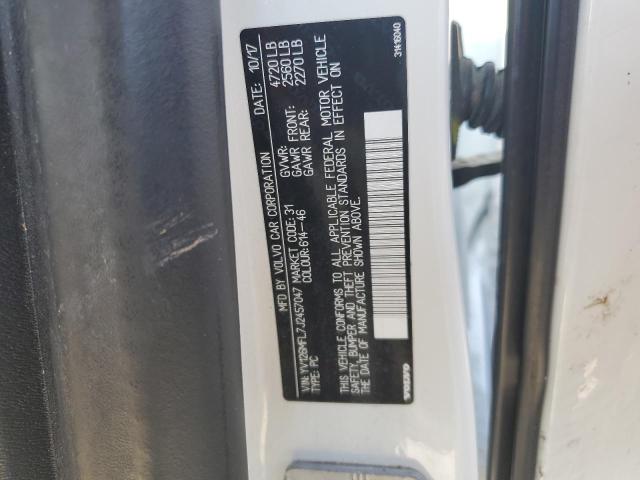 MFD BY VOLVO CAR CORPORATION DATE: 10/17
GVWR: 4720 LB
GAWR FRONT: 2560 LB
GAWR REAR: 2270 LB
VIN: YV126MFL7J2457047 MARKET CODE: 31
TYPE: PC COLOUR: 614-46
THIS VEHICLE CONFORMS TO ALL APPLICABLE FEDERAL MOTOR VEHICLE
SAFETY, BUMPER AND THEFT PREVENTION STANDARDS IN EFFECT ON
THE DATE OF MANUFACTURE SHOWN ABOVE.
VOLVO 31416040